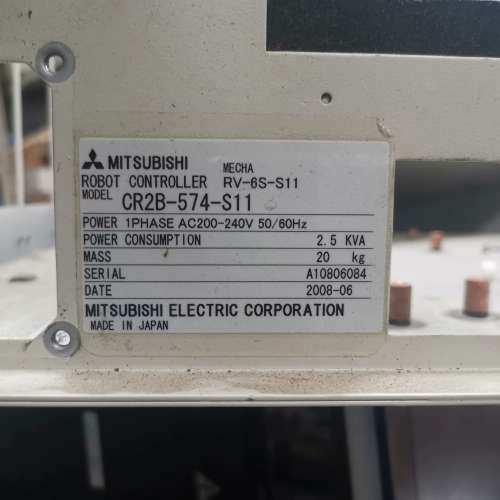 MITSUBISHI MECHA
ROBOT CONTROLLER RV-6S-S11
MODEL CR2B-574-S11
POWER 1PHASE AC200-240V 50/60Hz
POWER CONSUMPTION 2.5 KVA
MASS 20 kg
SERIAL A10806084
DATE 2008-06
MITSUBISHI ELECTRIC CORPORATION
MADE IN JAPAN